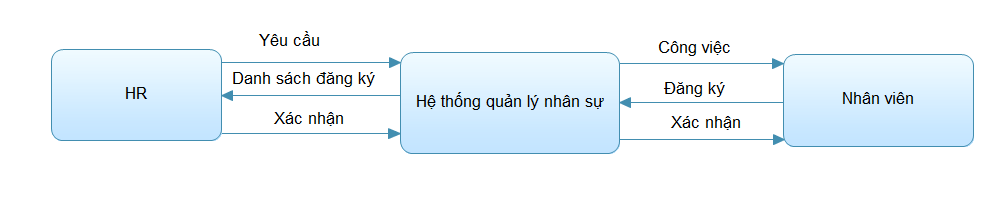 Yêu cầu
Công việc
HR
Danh sách đăng ký
Hệ thống quản lý nhân sự
Đăng ký
Nhân viên
Xác nhận
Xác nhận